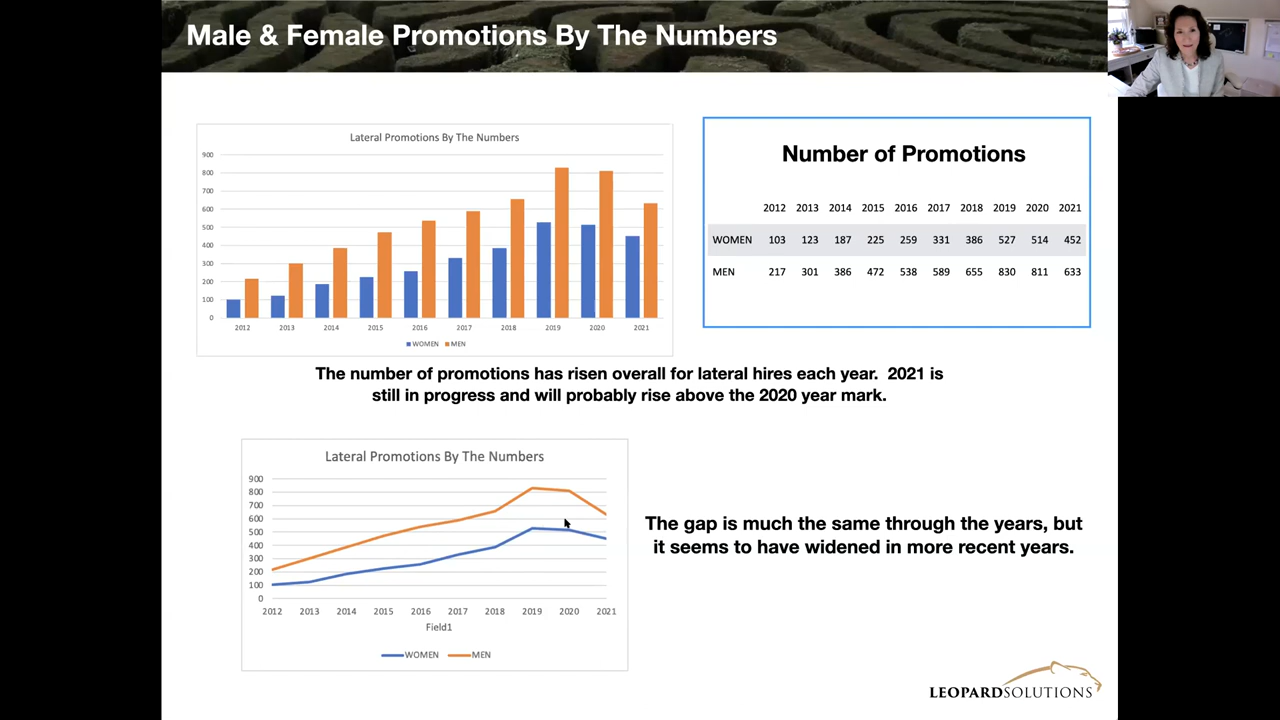 Male & Female Promotions By The Numbers
Lateral Promotions By The Numbers
900
800
700
600
500
400
300
200
100
0
2012 2013 2014 2015 2016 2017 2018 2019 2020 2021
WOMEN MEN
Number of Promotions
2012 2013 2014 2015 2016 2017 2018 2019 2020 2021
WOMEN 103 123 187 225 259 331 386 527 514 452
MEN 217 301 386 472 538 589 655 830 811 633
The number of promotions has risen overall for lateral hires each year. 2021 is
still in progress and will probably rise above the 2020 year mark.
Lateral Promotions By The Numbers
900
800
700
600
500
400
300
200
100
0
2012 2013 2014 2015 2016 2017 2018 2019 2020 2021
Field1
WOMEN MEN
The gap is much the same through the years, but
it seems to have widened in more recent years.
LEOPARDSOLUTIONS